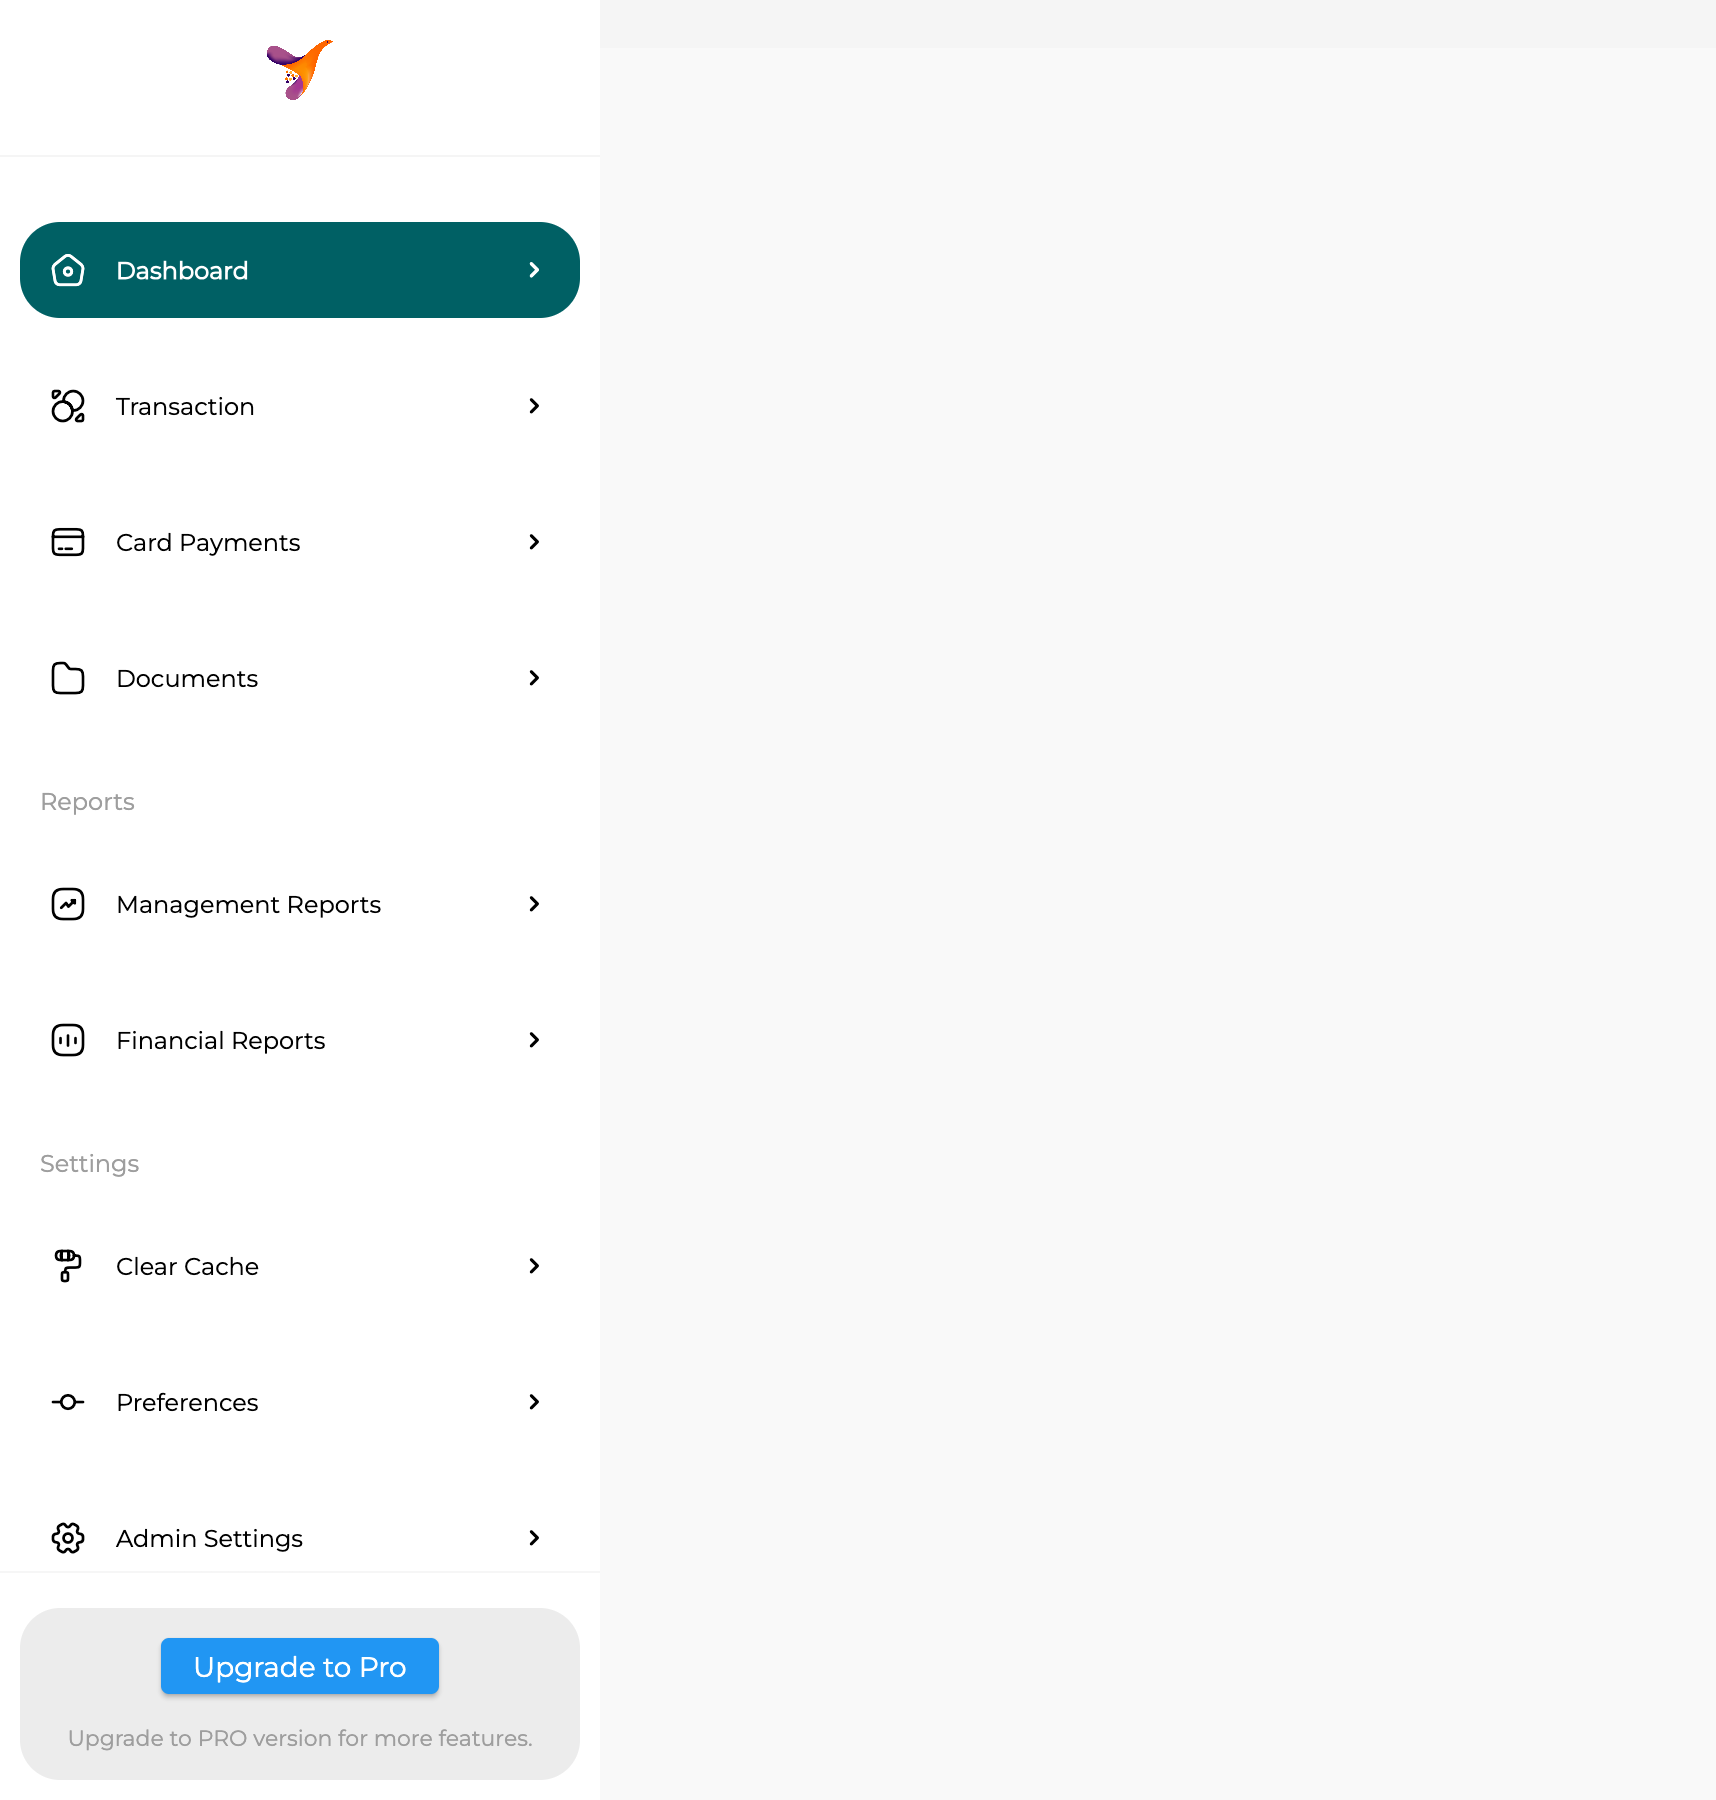 Dashboard
Transaction
Card Payments
Documents
Reports
Management Reports
Financial Reports
Settings
Clear Cache
Preferences
Admin Settings
Upgrade to Pro
Upgrade to PRO version for more features.